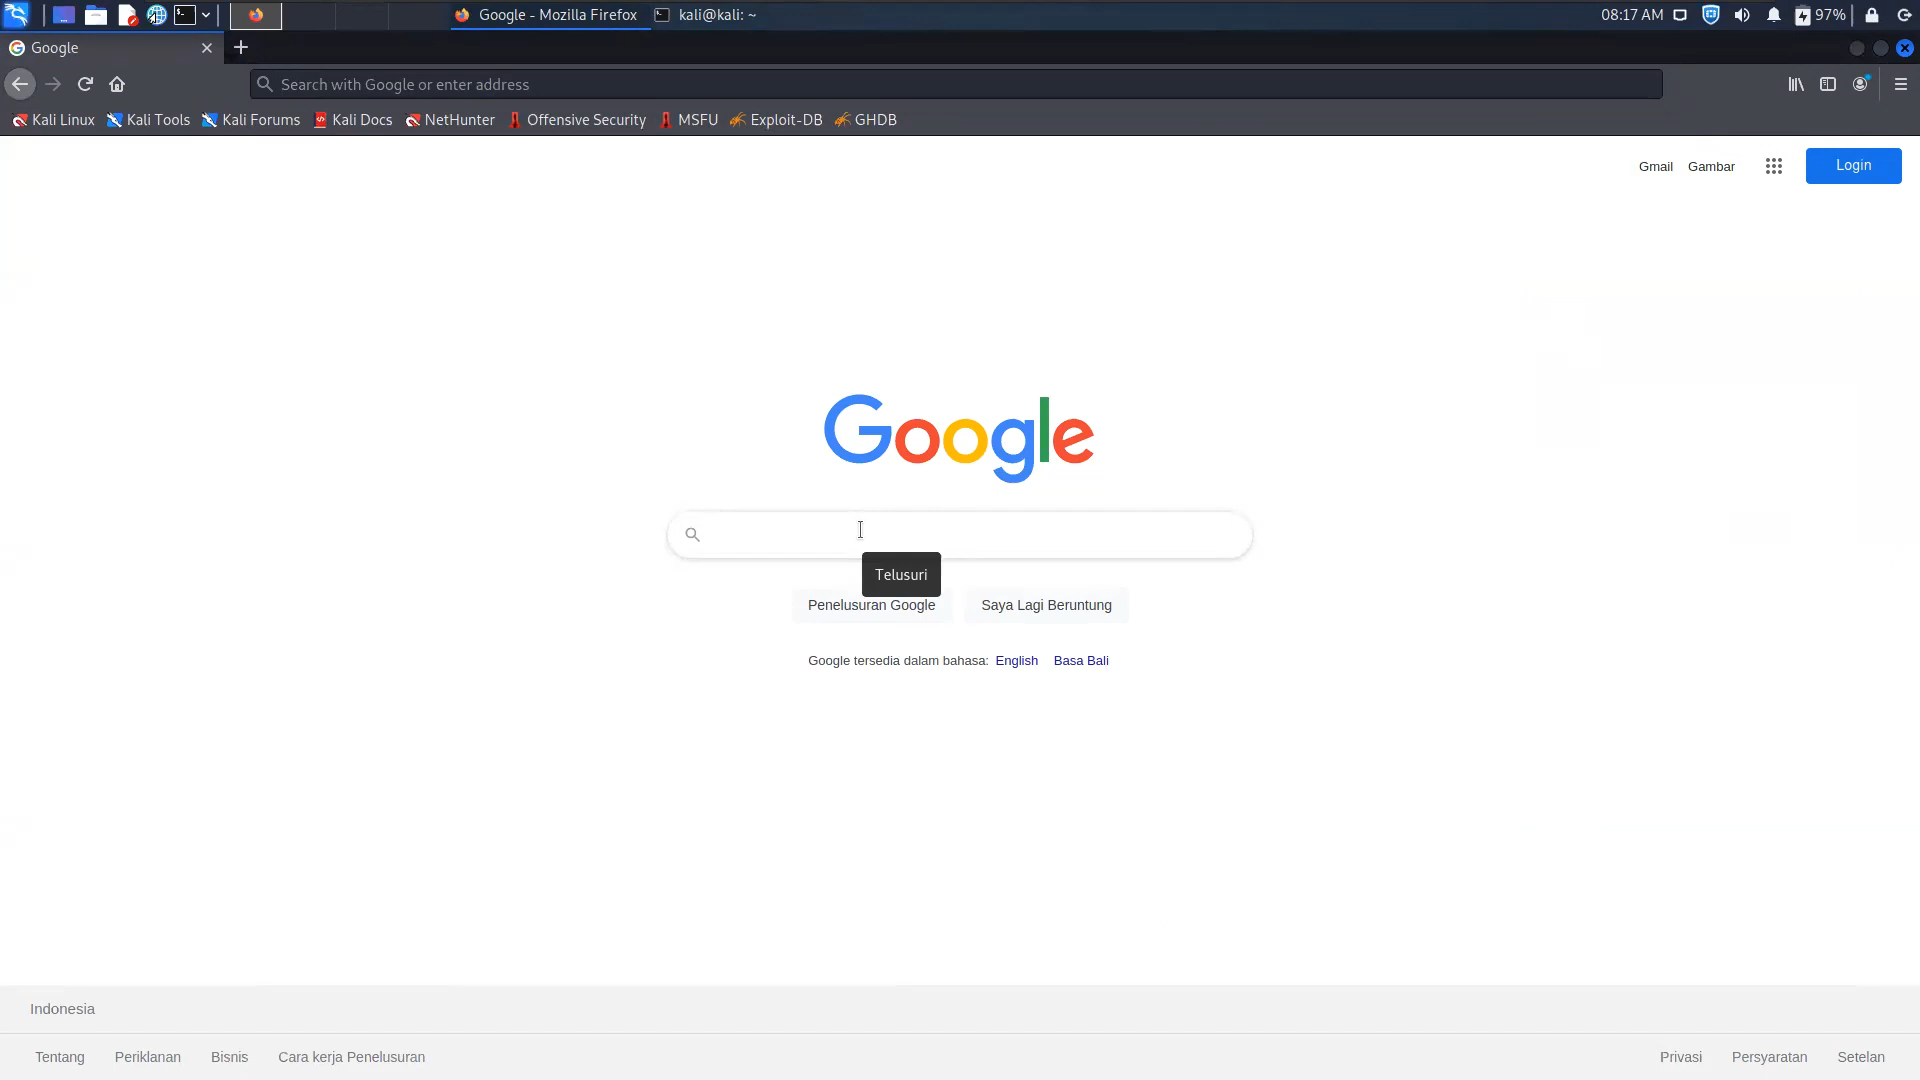 Google - Mozilla Firefox kali@kali: ~ 08:17 AM 97%
Google
Search with Google or enter address
Kali Linux Kali Tools Kali Forums Kali Docs NetHunter Offensive Security MSFU Exploit-DB GHDB
Gmail Gambar Login
Google
Telusuri
Penelusuran Google Saya Lagi Beruntung
Google tersedia dalam bahasa: English Basa Bali
Indonesia
Tentang Periklanan Bisnis Cara kerja Penelusuran Privasi Persyaratan Setelan